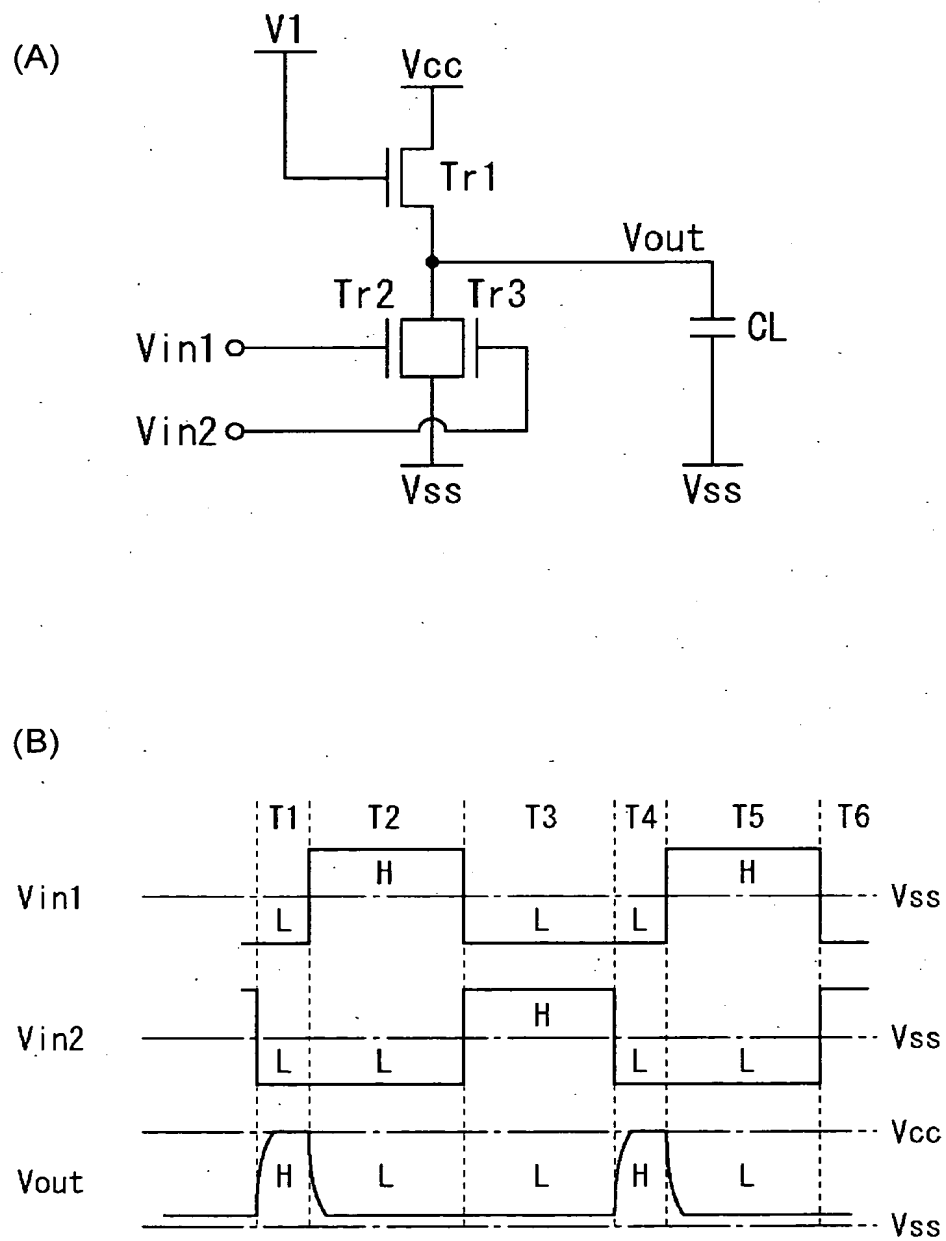 (A)
V1
Vcc
Tr1
Vout
Tr2 Tr3
Vin1
CL
Vin2
Vss Vss
(B)
T1 T2 T3 T4 T5 T6
Vin1 L H L L H Vss
Vin2 L L H L L Vss
Vcc
Vout H L L H L
Vss